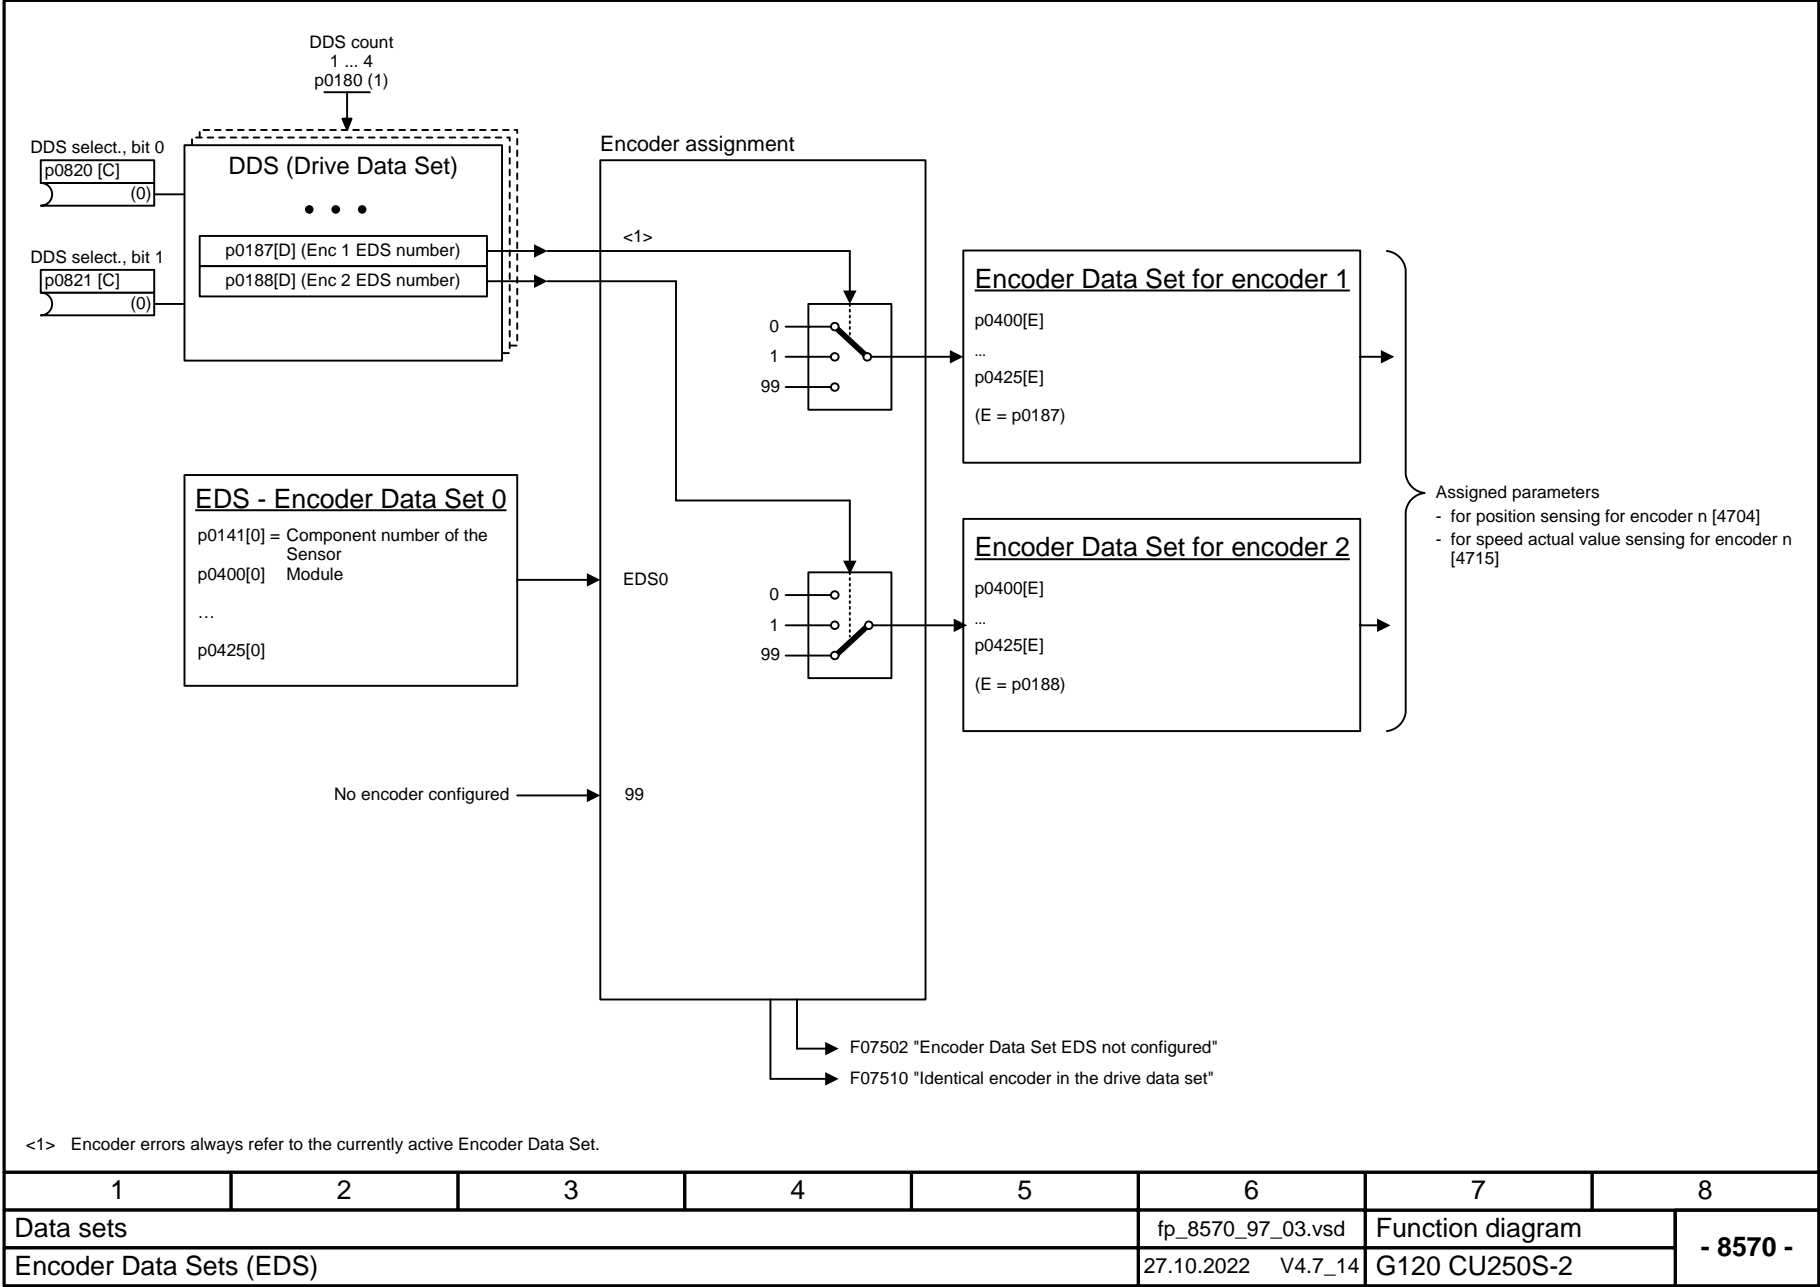 DDS count
1 ... 4
p0180 (1)
DDS select., bit 0
p0820 [C]
(0)
DDS select., bit 1
p0821 [C]
(0)
DDS (Drive Data Set)
• • •
p0187[D] (Enc 1 EDS number)
p0188[D] (Enc 2 EDS number)
Encoder assignment
<1>
0
1
99
Encoder Data Set for encoder 1
p0400[E]
...
p0425[E]
(E = p0187)
EDS - Encoder Data Set 0
p0141[0] = Component number of the
Sensor
p0400[0] Module
…
p0425[0]
EDS0
0
1
99
Encoder Data Set for encoder 2
p0400[E]
...
p0425[E]
(E = p0188)
Assigned parameters
- for position sensing for encoder n [4704]
- for speed actual value sensing for encoder n
[4715]
No encoder configured
99
F07502 "Encoder Data Set EDS not configured"
F07510 "Identical encoder in the drive data set"
<1> Encoder errors always refer to the currently active Encoder Data Set.
1 2 3 4 5 6 7 8
Data sets fp_8570_97_03.vsd Function diagram
- 8570 -
Encoder Data Sets (EDS) 27.10.2022 V4.7_14 G120 CU250S-2